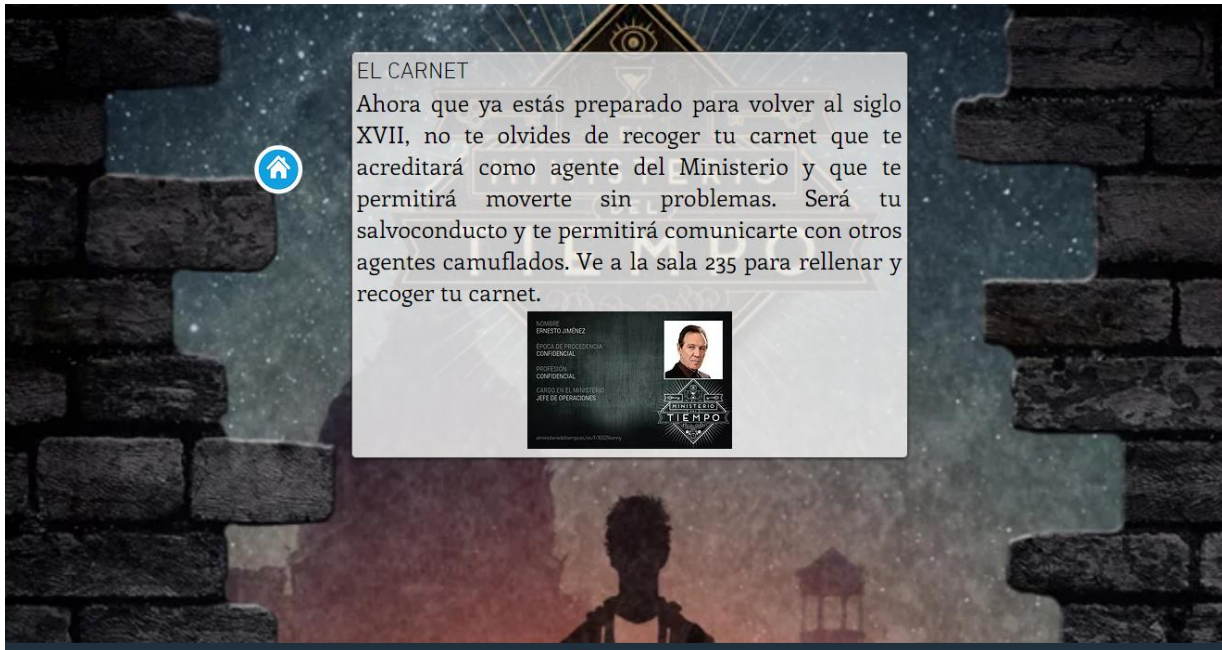 EL CARNET
Ahora que ya estás preparado para volver al siglo
XVII, no te olvides de recoger tu carnet que te
acreditará como agente del Ministerio y que te
permitirá moverte sin problemas. Será tu
salvoconducto y te permitirá comunicarte con otros
agentes camuflados. Ve a la sala 235 para rellenar y
recoger tu carnet.
NOMBRE
ERNESTO JIMÉNEZ
ÉPOCA DE PROCEDENCIA
CONFIDENCIAL
PROFESIÓN
CONFIDENCIAL
CARGO EN EL MINISTERIO
JEFE DE OPERACIONES
MINISTERIO
TIEMPO
MINISTERIO
DEL
TIEMPO